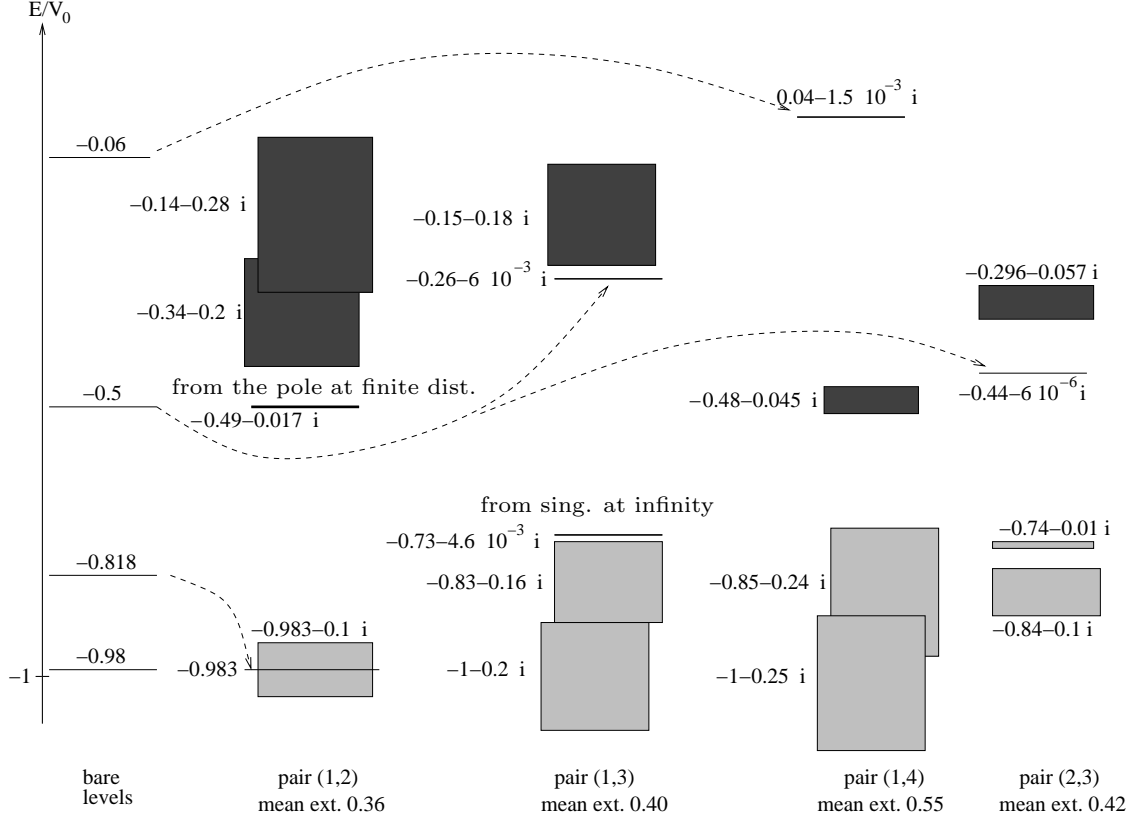 E/V0
0.04–1.5 10^-3 i
–0.06
–0.14–0.28 i
–0.15–0.18 i
–0.26–6 10^-3 i
–0.296–0.057 i
–0.34–0.2 i
from the pole at finite dist.
–0.5
–0.49–0.017 i
–0.48–0.045 i
–0.44–6 10^-6 i
from sing. at infinity
–0.73–4.6 10^-3 i
–0.74–0.01 i
–0.818
–0.83–0.16 i
–0.85–0.24 i
–0.983–0.1 i
–0.84–0.1 i
–0.98
–0.983
–1
–1–0.2 i
–1–0.25 i
bare
levels
pair (1,2)
mean ext. 0.36
pair (1,3)
mean ext. 0.40
pair (1,4)
mean ext. 0.55
pair (2,3)
mean ext. 0.42